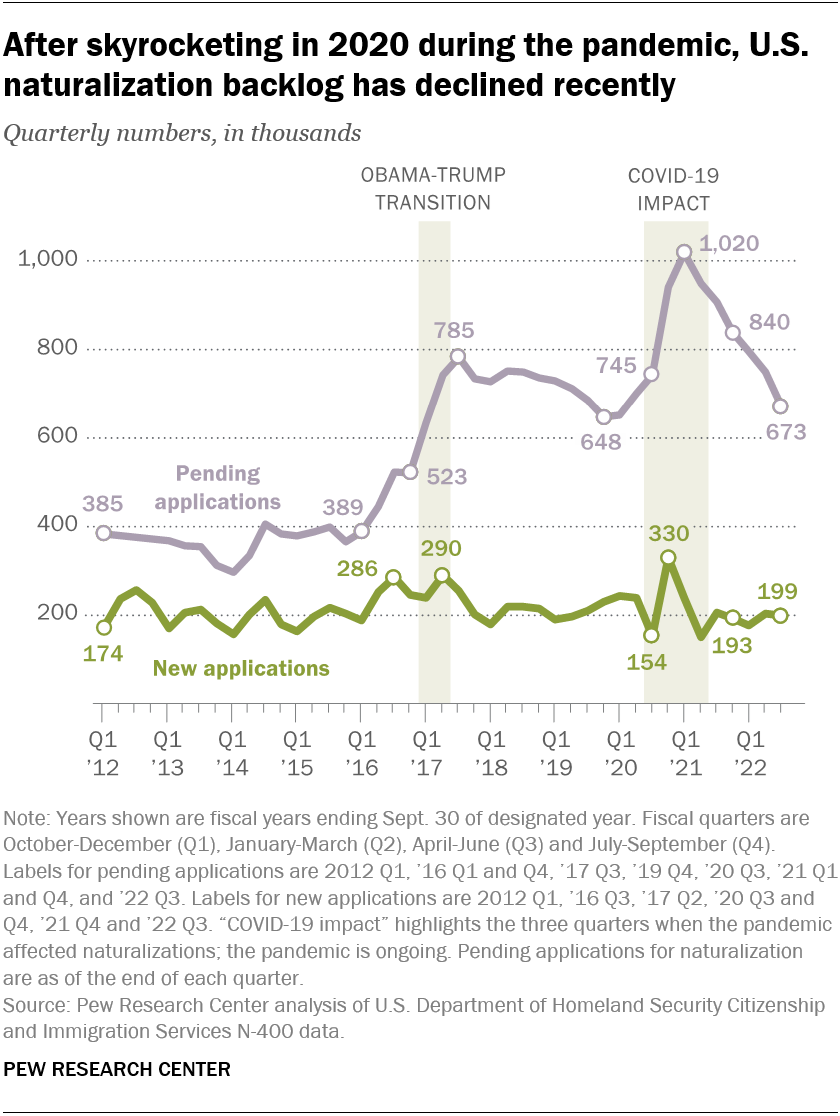 After skyrocketing in 2020 during the pandemic, U.S.
naturalization backlog has declined recently
Quarterly numbers, in thousands
OBAMA-TRUMP
TRANSITION
COVID-19
IMPACT
1,000
800
600
400
200
1,020
785
840
745
648
673
523
Pending
applications
385
389
330
290
286
199
174
154
193
New applications
Q1
’12
Q1
’13
Q1
’14
Q1
’15
Q1
’16
Q1
’17
Q1
’18
Q1
’19
Q1
’20
Q1
’21
Q1
’22
Note: Years shown are fiscal years ending Sept. 30 of designated year. Fiscal quarters are
October-December (Q1), January-March (Q2), April-June (Q3) and July-September (Q4).
Labels for pending applications are 2012 Q1, ’16 Q1 and Q4, ’17 Q3, ’19 Q4, ’20 Q3, ’21 Q1
and Q4, and ’22 Q3. Labels for new applications are 2012 Q1, ’16 Q3, ’17 Q2, ’20 Q3 and
Q4, ’21 Q4 and ’22 Q3. “COVID-19 impact” highlights the three quarters when the pandemic
affected naturalizations; the pandemic is ongoing. Pending applications for naturalization
are as of the end of each quarter.
Source: Pew Research Center analysis of U.S. Department of Homeland Security Citizenship
and Immigration Services N-400 data.
PEW RESEARCH CENTER